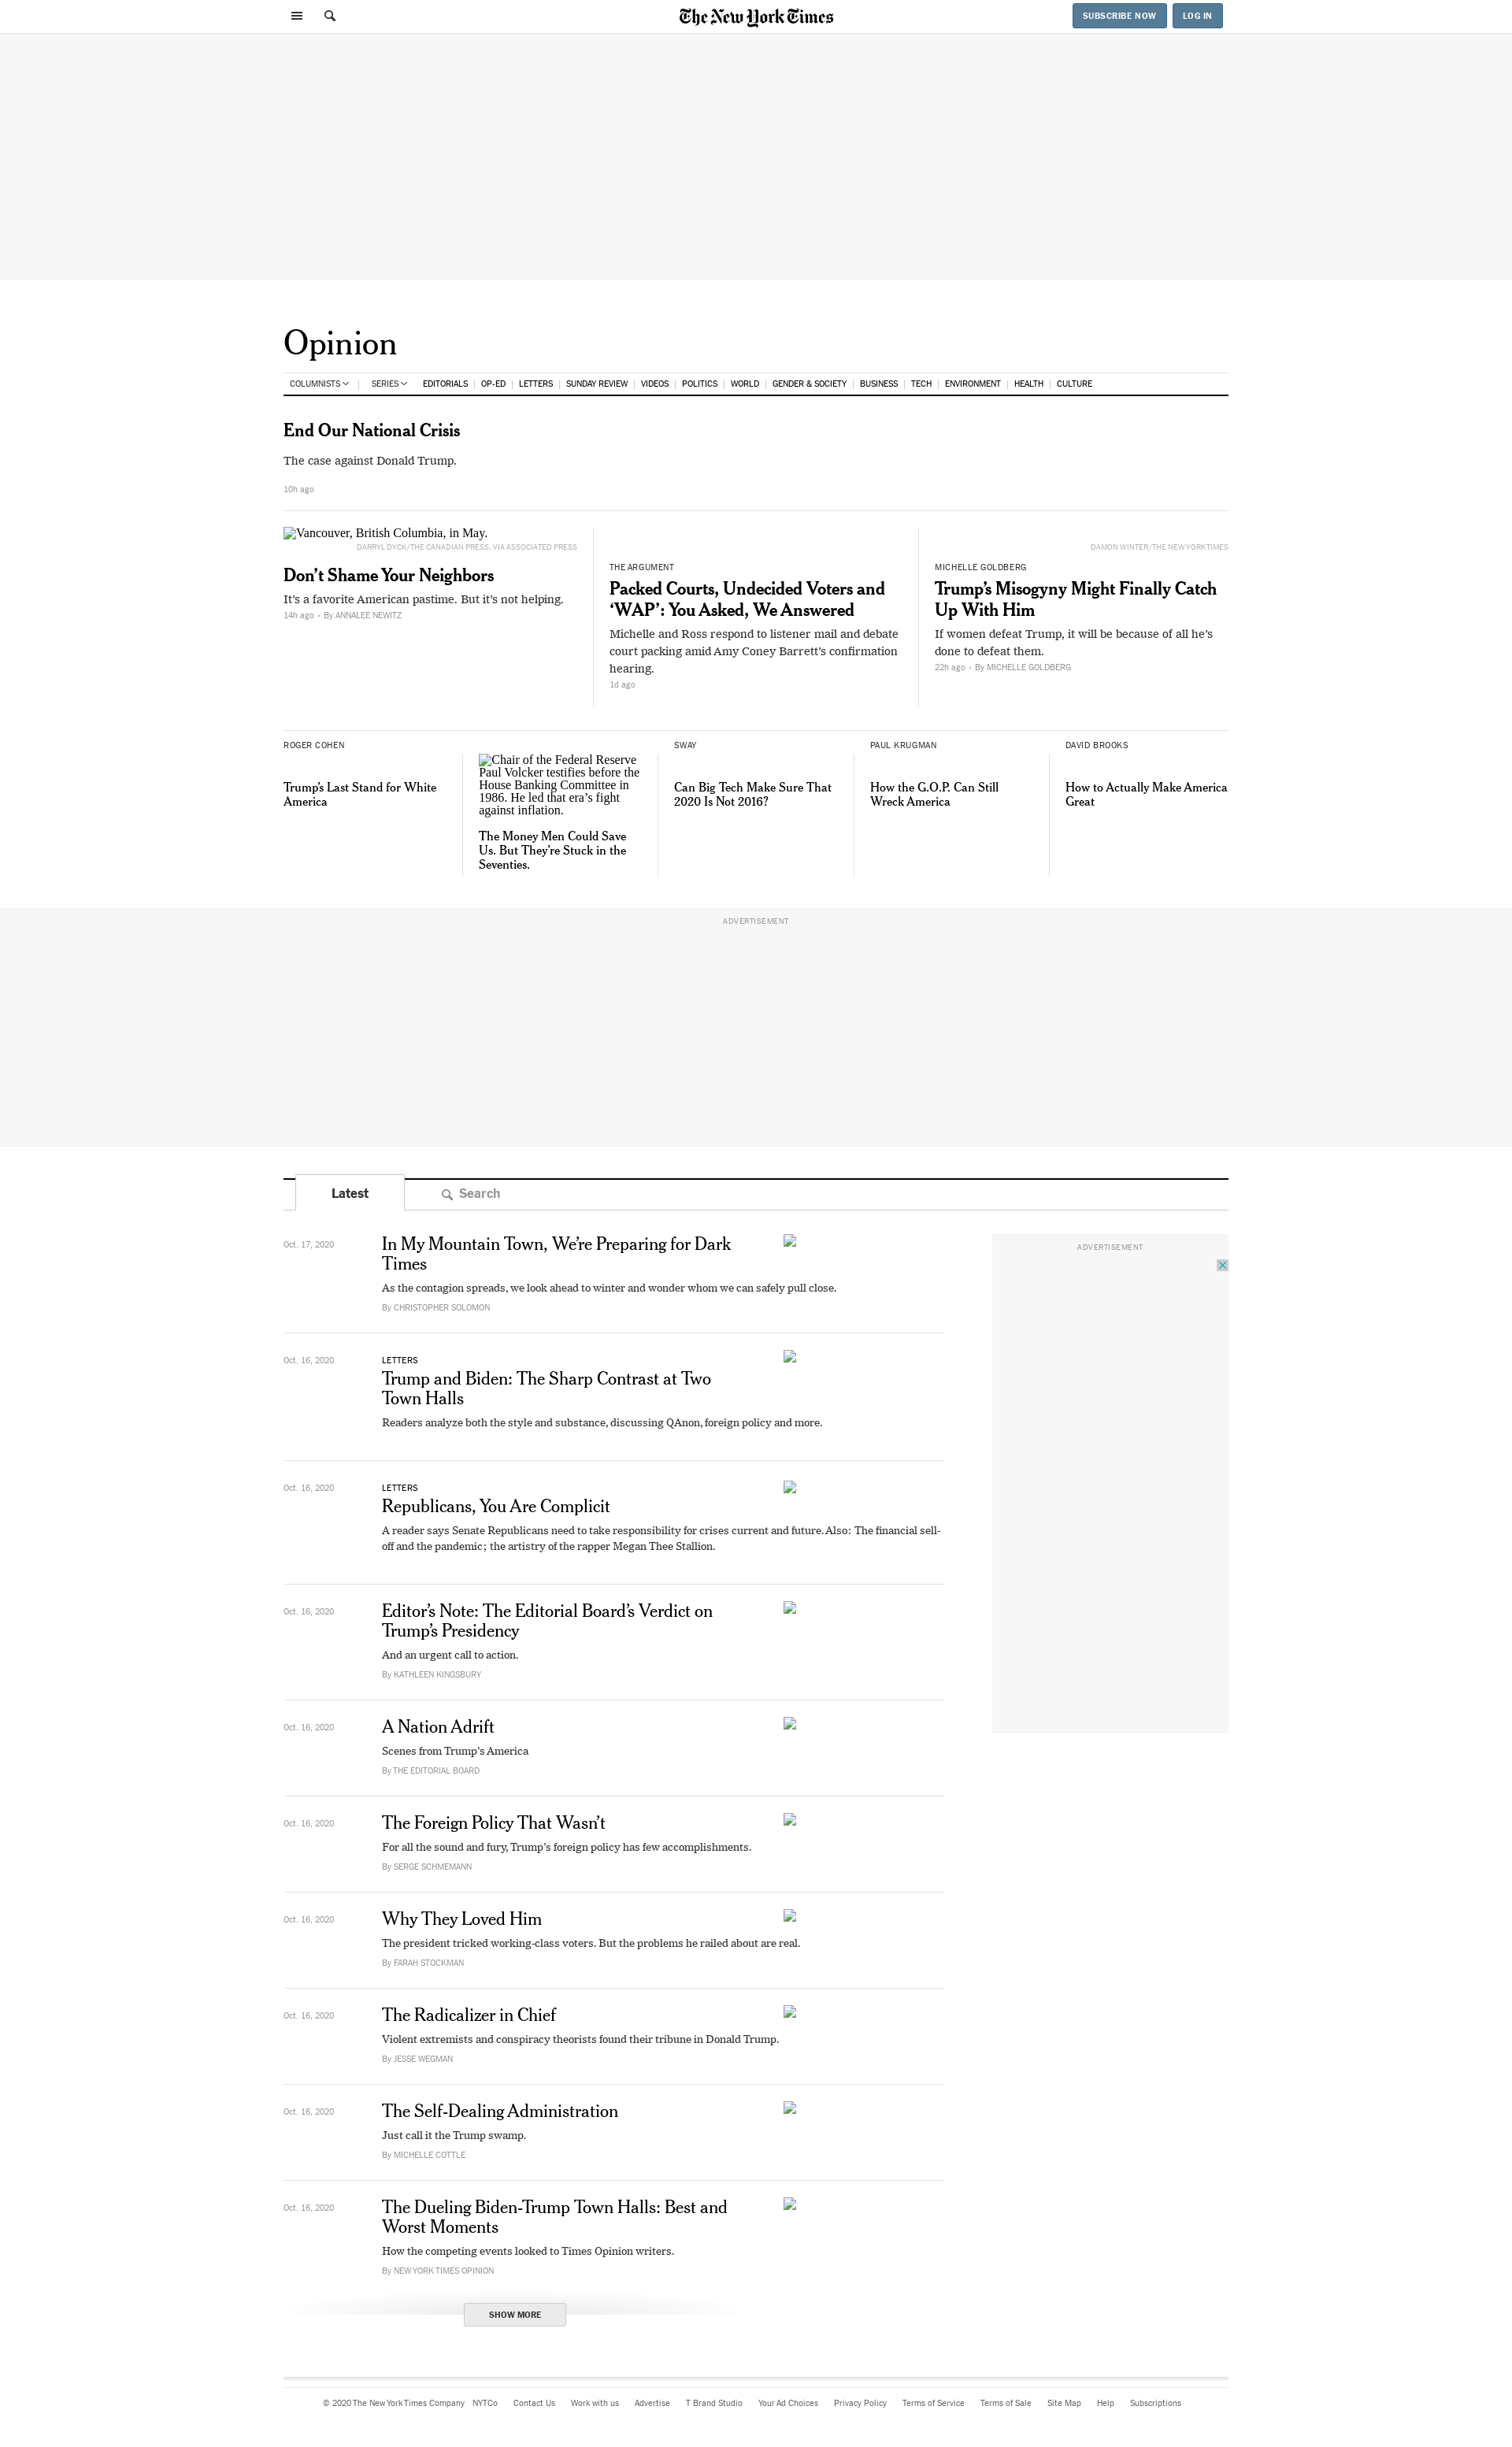 The New York Times
SUBSCRIBE NOW
LOG IN
Opinion
COLUMNISTS
SERIES
EDITORIALS
OP-ED
LETTERS
SUNDAY REVIEW
VIDEOS
POLITICS
WORLD
GENDER & SOCIETY
BUSINESS
TECH
ENVIRONMENT
HEALTH
CULTURE
End Our National Crisis
The case against Donald Trump.
10h ago
Vancouver, British Columbia, in May.
DARRYL DYCK/THE CANADIAN PRESS, VIA ASSOCIATED PRESS
Don’t Shame Your Neighbors
It’s a favorite American pastime. But it’s not helping.
14h ago • By ANNALEE NEWITZ
THE ARGUMENT
Packed Courts, Undecided Voters and
‘WAP’: You Asked, We Answered
Michelle and Ross respond to listener mail and debate
court packing amid Amy Coney Barrett’s confirmation
hearing.
1d ago
DAMON WINTER/THE NEW YORK TIMES
MICHELLE GOLDBERG
Trump’s Misogyny Might Finally Catch
Up With Him
If women defeat Trump, it will be because of all he’s
done to defeat them.
22h ago • By MICHELLE GOLDBERG
ROGER COHEN
Trump’s Last Stand for White
America
Chair of the Federal Reserve
Paul Volcker testifies before the
House Banking Committee in
1986. He led that era’s fight
against inflation.
The Money Men Could Save
Us. But They’re Stuck in the
Seventies.
SWAY
Can Big Tech Make Sure That
2020 Is Not 2016?
PAUL KRUGMAN
How the G.O.P. Can Still
Wreck America
DAVID BROOKS
How to Actually Make America
Great
ADVERTISEMENT
Latest
Search
Oct. 17, 2020
In My Mountain Town, We’re Preparing for Dark
Times
As the contagion spreads, we look ahead to winter and wonder whom we can safely pull close.
By CHRISTOPHER SOLOMON
ADVERTISEMENT
Oct. 16, 2020
LETTERS
Trump and Biden: The Sharp Contrast at Two
Town Halls
Readers analyze both the style and substance, discussing QAnon, foreign policy and more.
Oct. 16, 2020
LETTERS
Republicans, You Are Complicit
A reader says Senate Republicans need to take responsibility for crises current and future. Also: The financial sell-
off and the pandemic; the artistry of the rapper Megan Thee Stallion.
Oct. 16, 2020
Editor’s Note: The Editorial Board’s Verdict on
Trump’s Presidency
And an urgent call to action.
By KATHLEEN KINGSBURY
Oct. 16, 2020
A Nation Adrift
Scenes from Trump’s America
By THE EDITORIAL BOARD
Oct. 16, 2020
The Foreign Policy That Wasn’t
For all the sound and fury, Trump’s foreign policy has few accomplishments.
By SERGE SCHMEMANN
Oct. 16, 2020
Why They Loved Him
The president tricked working-class voters. But the problems he railed about are real.
By FARAH STOCKMAN
Oct. 16, 2020
The Radicalizer in Chief
Violent extremists and conspiracy theorists found their tribune in Donald Trump.
By JESSE WEGMAN
Oct. 16, 2020
The Self-Dealing Administration
Just call it the Trump swamp.
By MICHELLE COTTLE
Oct. 16, 2020
The Dueling Biden-Trump Town Halls: Best and
Worst Moments
How the competing events looked to Times Opinion writers.
By NEW YORK TIMES OPINION
SHOW MORE
© 2020 The New York Times Company
NYTCo
Contact Us
Work with us
Advertise
T Brand Studio
Your Ad Choices
Privacy Policy
Terms of Service
Terms of Sale
Site Map
Help
Subscriptions